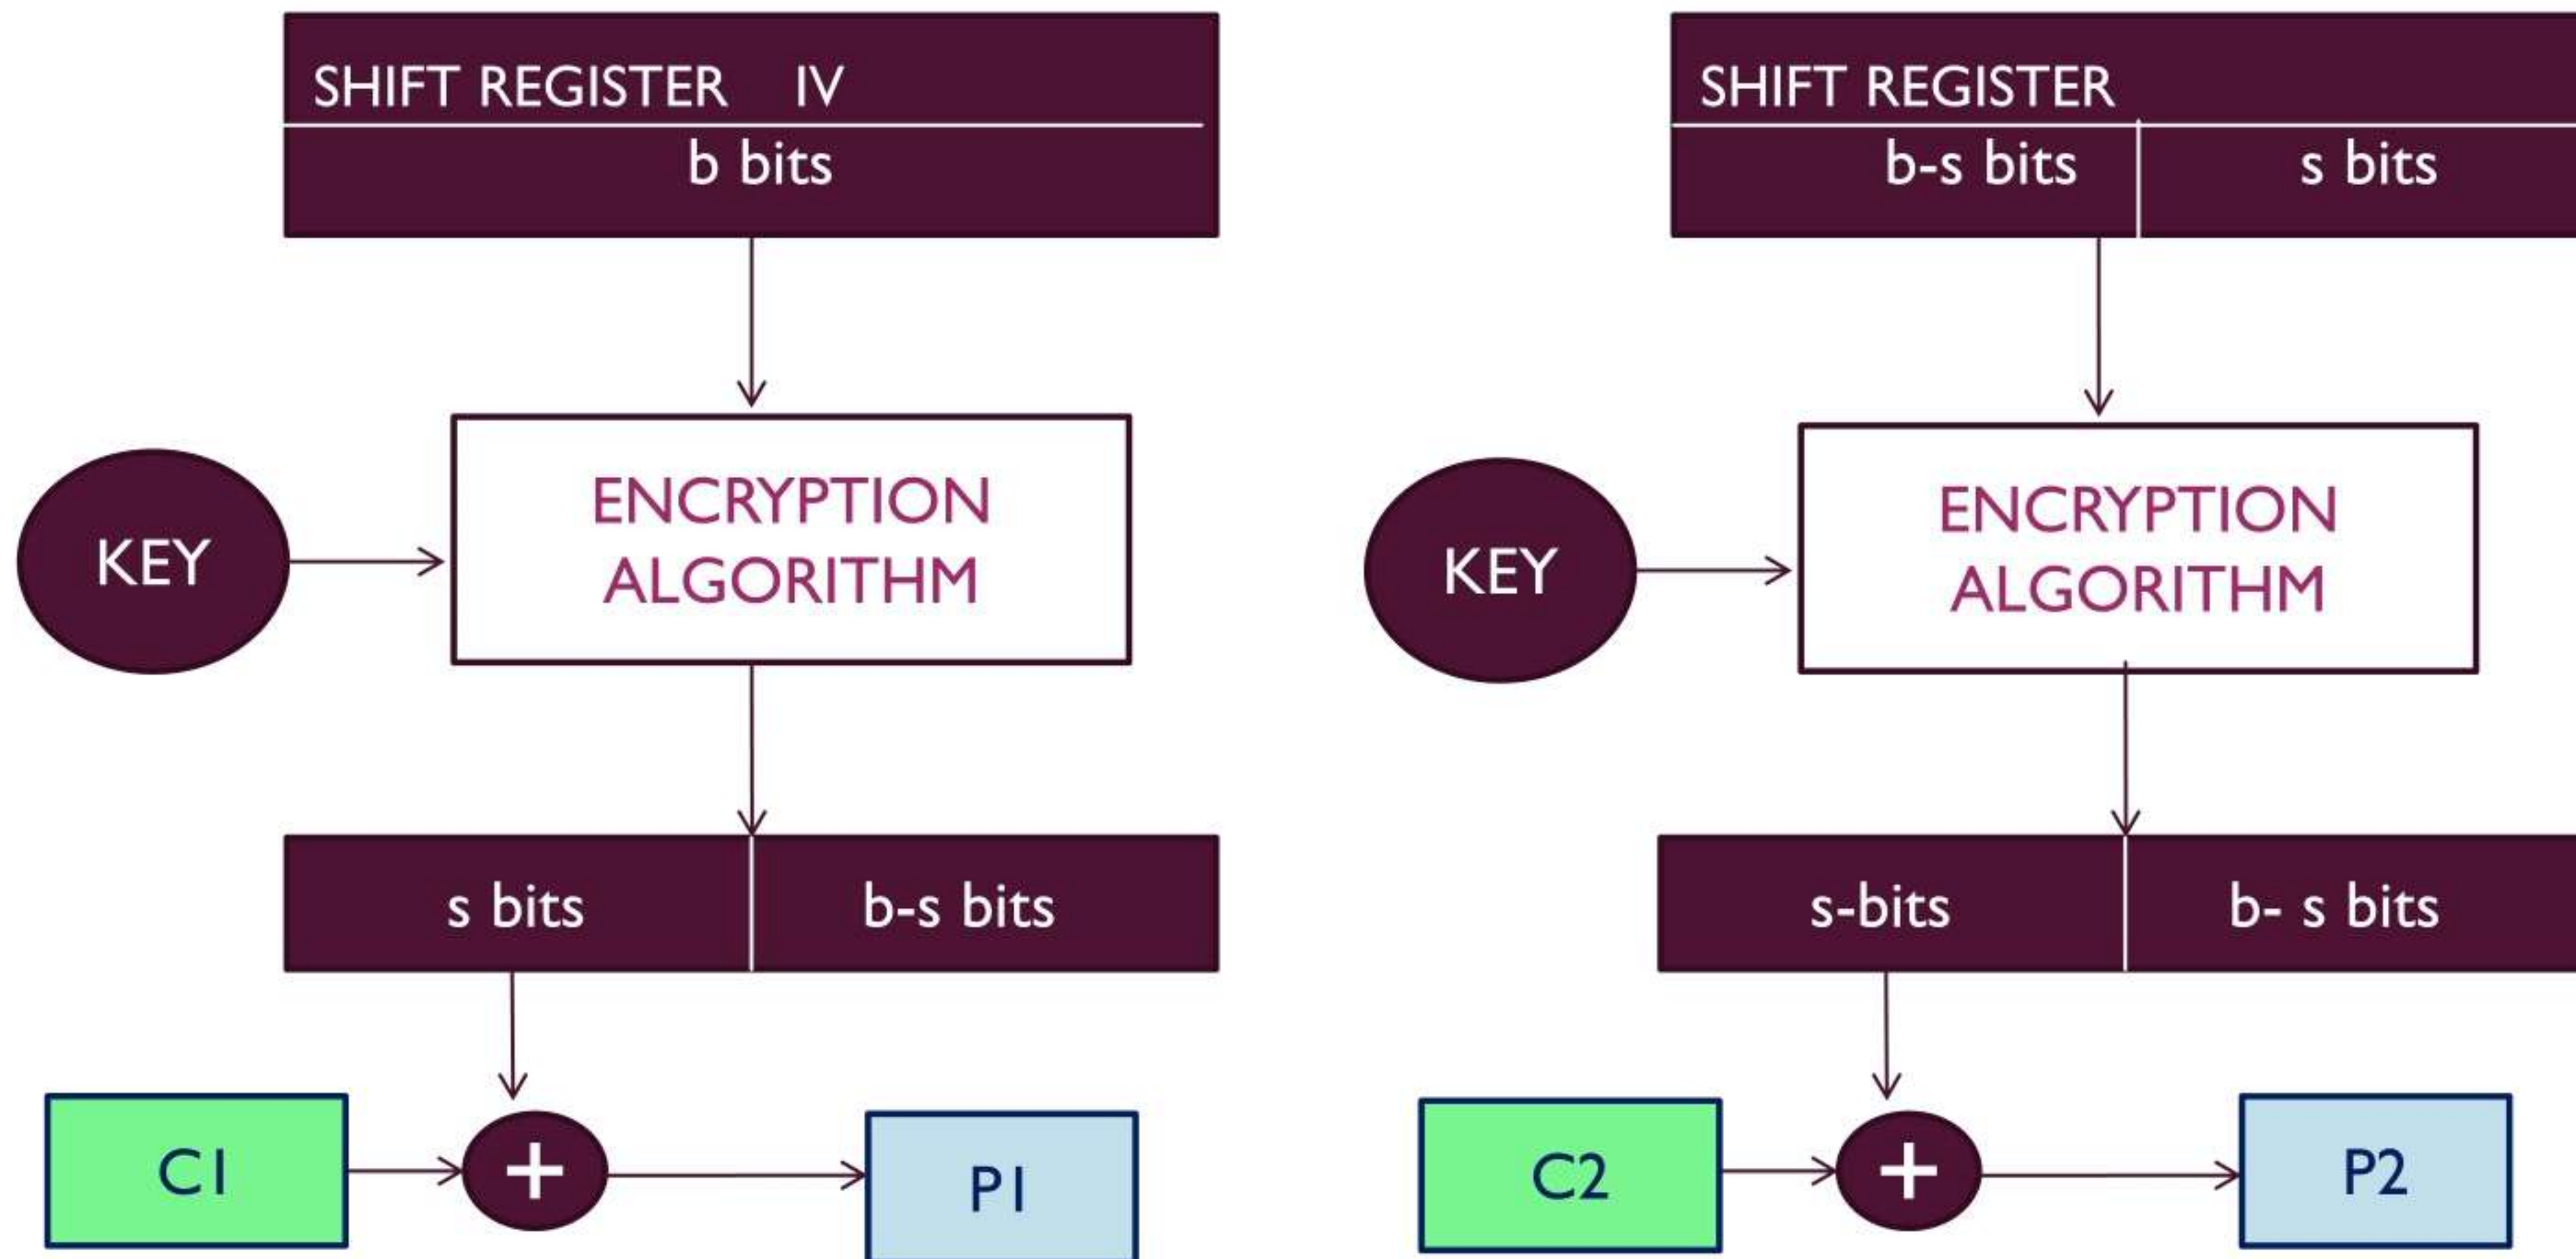 SHIFT REGISTER IV
b bits
KEY
ENCRYPTION
ALGORITHM
s bits
b-s bits
C1
+
P1
SHIFT REGISTER
b-s bits
s bits
KEY
ENCRYPTION
ALGORITHM
s-bits
b- s bits
C2
+
P2